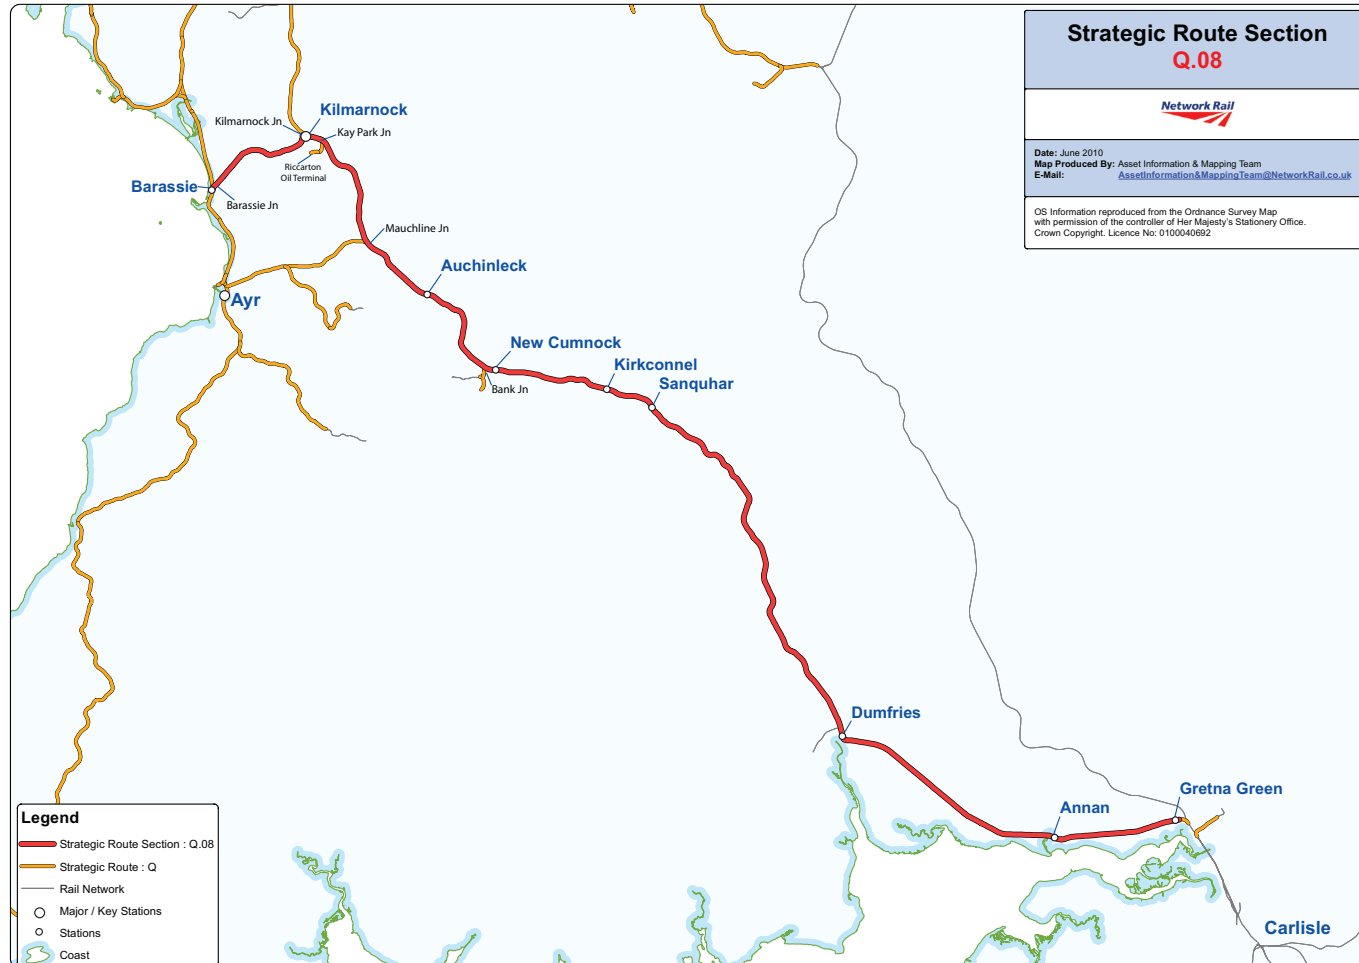 Strategic Route Section
Q.08
Network Rail
Date: June 2010
Map Produced By: Asset Information & Mapping Team
E-Mail: AssetInformation&MappingTeam@NetworkRail.co.uk
OS Information reproduced from the Ordnance Survey Map
with permission of the controller of Her Majesty's Stationery Office.
Crown Copyright. Licence No: 0100040692
Kilmarnock
Kilmarnock Jn
Kay Park Jn
Riccarton
Oil Terminal
Barassie
Barassie Jn
Mauchline Jn
Auchinleck
Ayr
New Cumnock
Bank Jn
Kirkconnel
Sanquhar
Dumfries
Annan
Gretna Green
Carlisle
Legend
Strategic Route Section : Q.08
Strategic Route : Q
Rail Network
Major / Key Stations
Stations
Coast